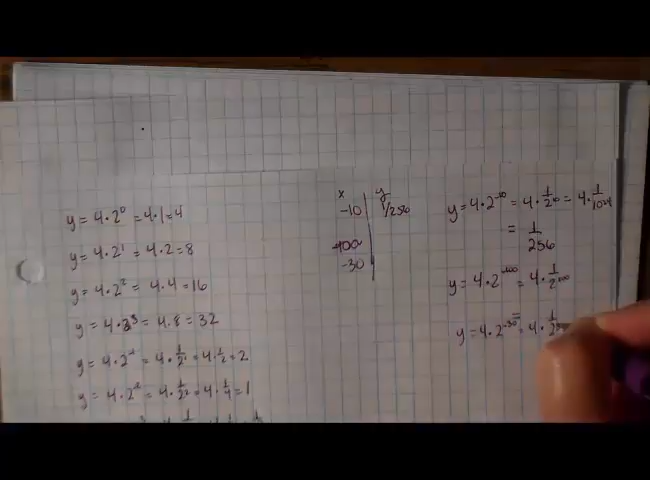 y = 4·2⁰ = 4·1 = 4
y = 4·2¹ = 4·2 = 8
y = 4·2² = 4·4 = 16
y = 4·2³ = 4·8 = 32
y = 4·2⁻¹ = 4·1/2¹ = 4·1/2 = 2
y = 4·2⁻² = 4·1/2² = 4·1/4 = 1
x y
-10 1/256
-100
-30
y = 4·2⁻¹⁰ = 4·1/2¹⁰ = 4·1/1024
= 1/256
y = 4·2⁻¹⁰⁰ = 4·1/2¹⁰⁰
y = 4·2⁻³⁰ = 4·1/2